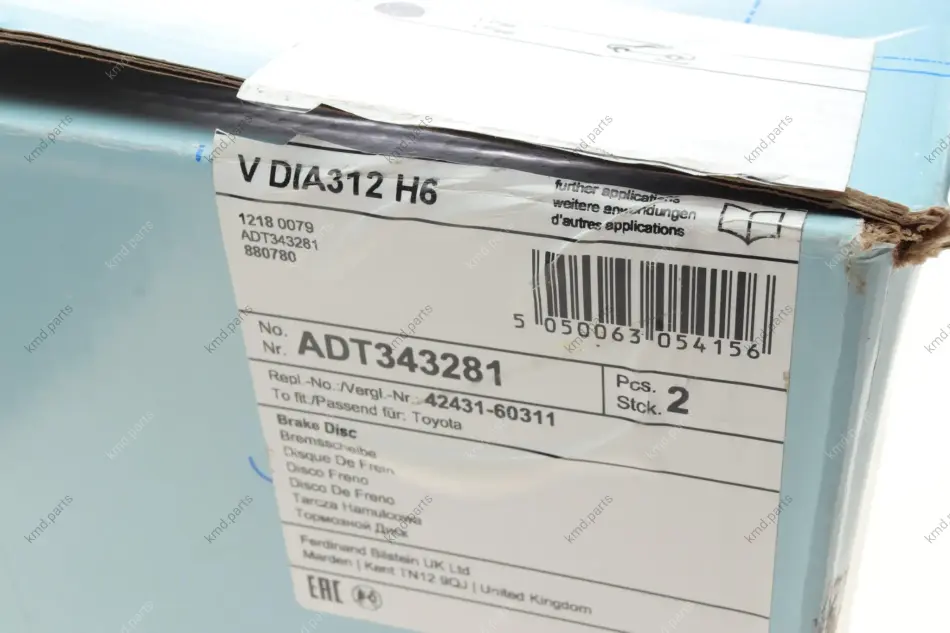 V DIA312 H6
further applications
weitere anwendungen
d'autres applications
1218 0079
ADT343281
880780
5 050063 054156
No.
Nr. ADT343281
Pcs.
Stck. 2
Repl.-No.:/Vergl.-Nr.: 42431-60311
To fit:/Passend für: Toyota
Brake Disc
Bremsscheibe
Disque De Frein
Disco Freno
Disco De Freno
Tarcza Hamulcowa
Тормозной Диск
Ferdinand Bilstein UK Ltd
Marden | Kent TN12 9QJ | United Kingdom
EAC
kmd.parts